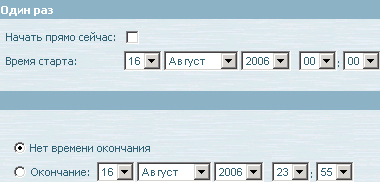 Один раз
Начать прямо сейчас:
Время старта: 16 Август 2006 00 : 00
Нет времени окончания
Окончание: 16 Август 2006 23 : 55